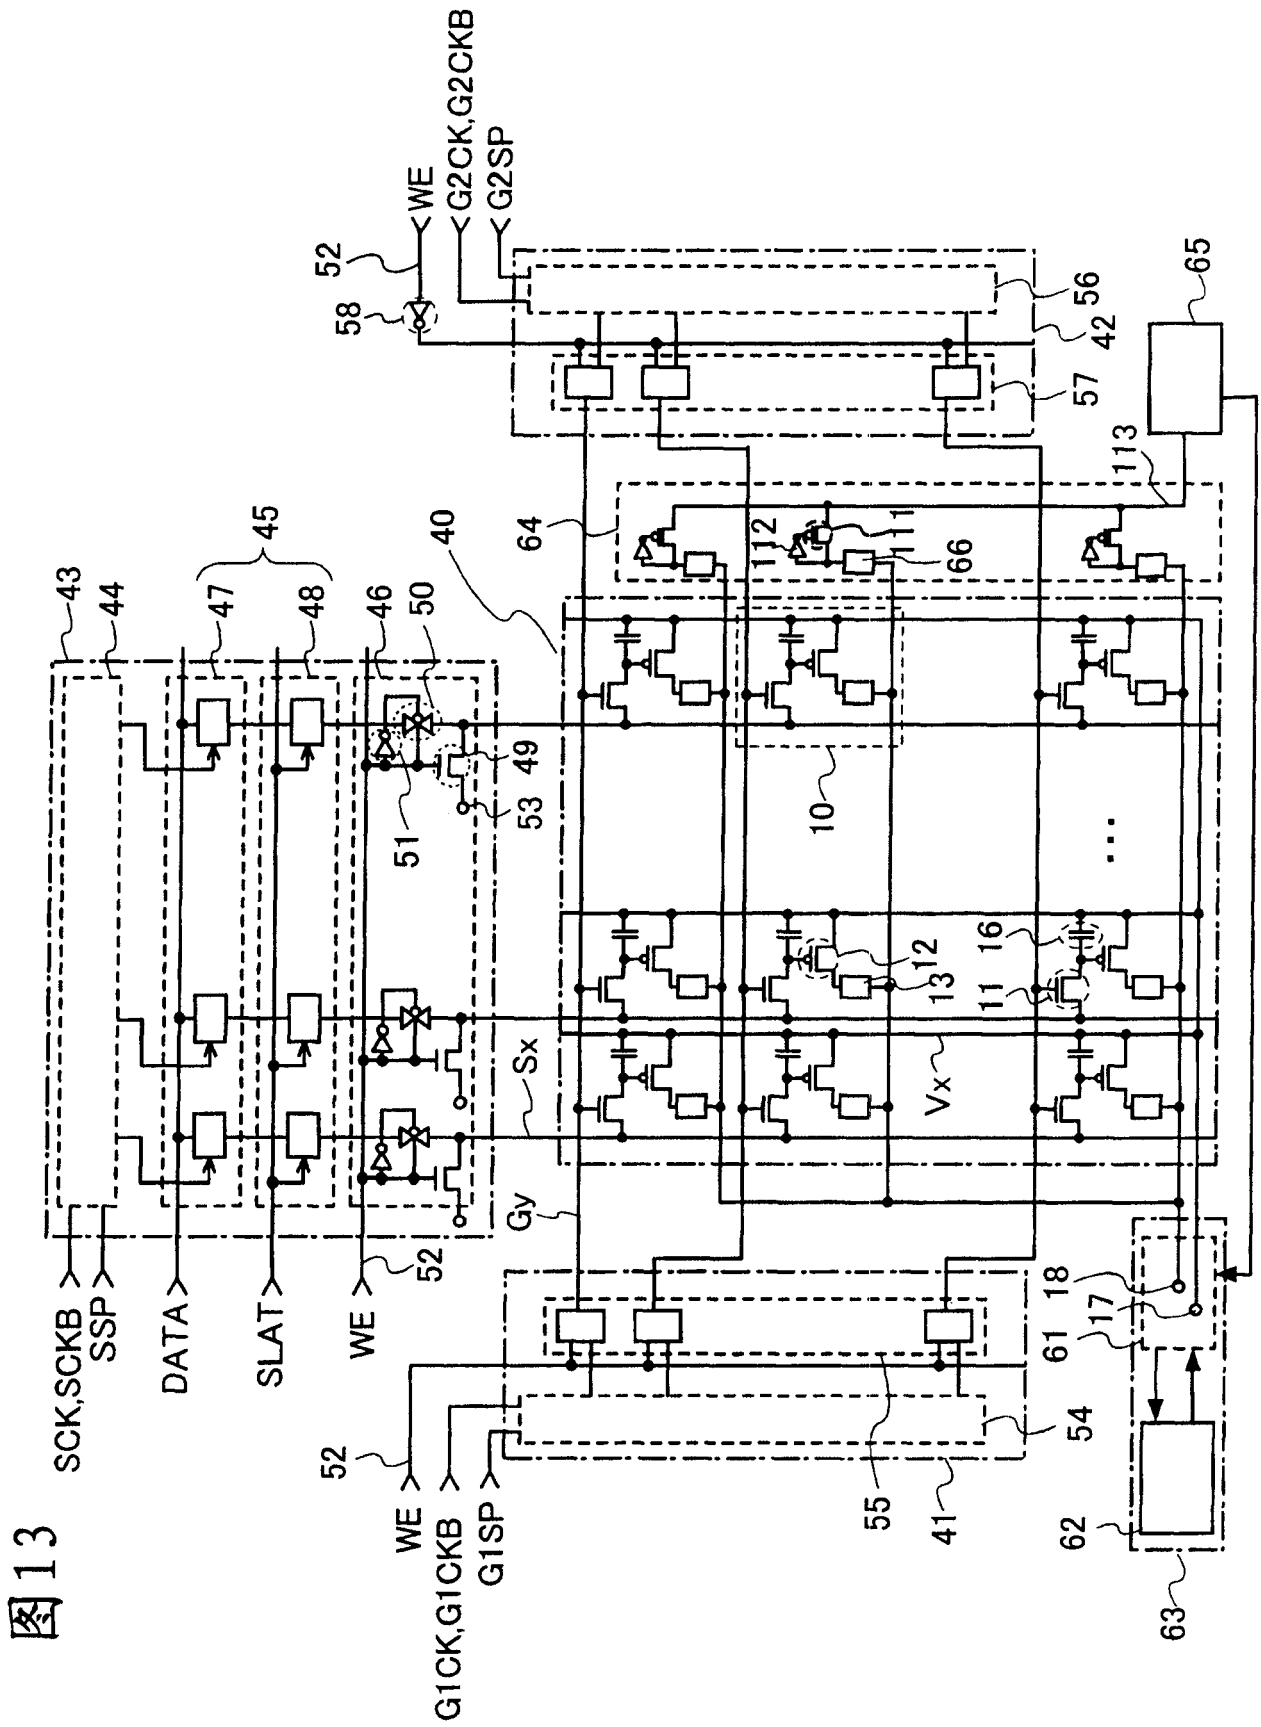 图13
SCK,SCKB
SSP
DATA
SLAT
WE
52
43
44
47
45
48
46
50
51
49
53
40
52
WE
G1CK,G1CKB
G1SP
Gy
Sx
Vx
55
54
41
52
WE
G2CK,G2CKB
G2SP
58
56
42
57
64
112
111
66
113
65
10
12
13
16
11
...
18
17
61
62
63